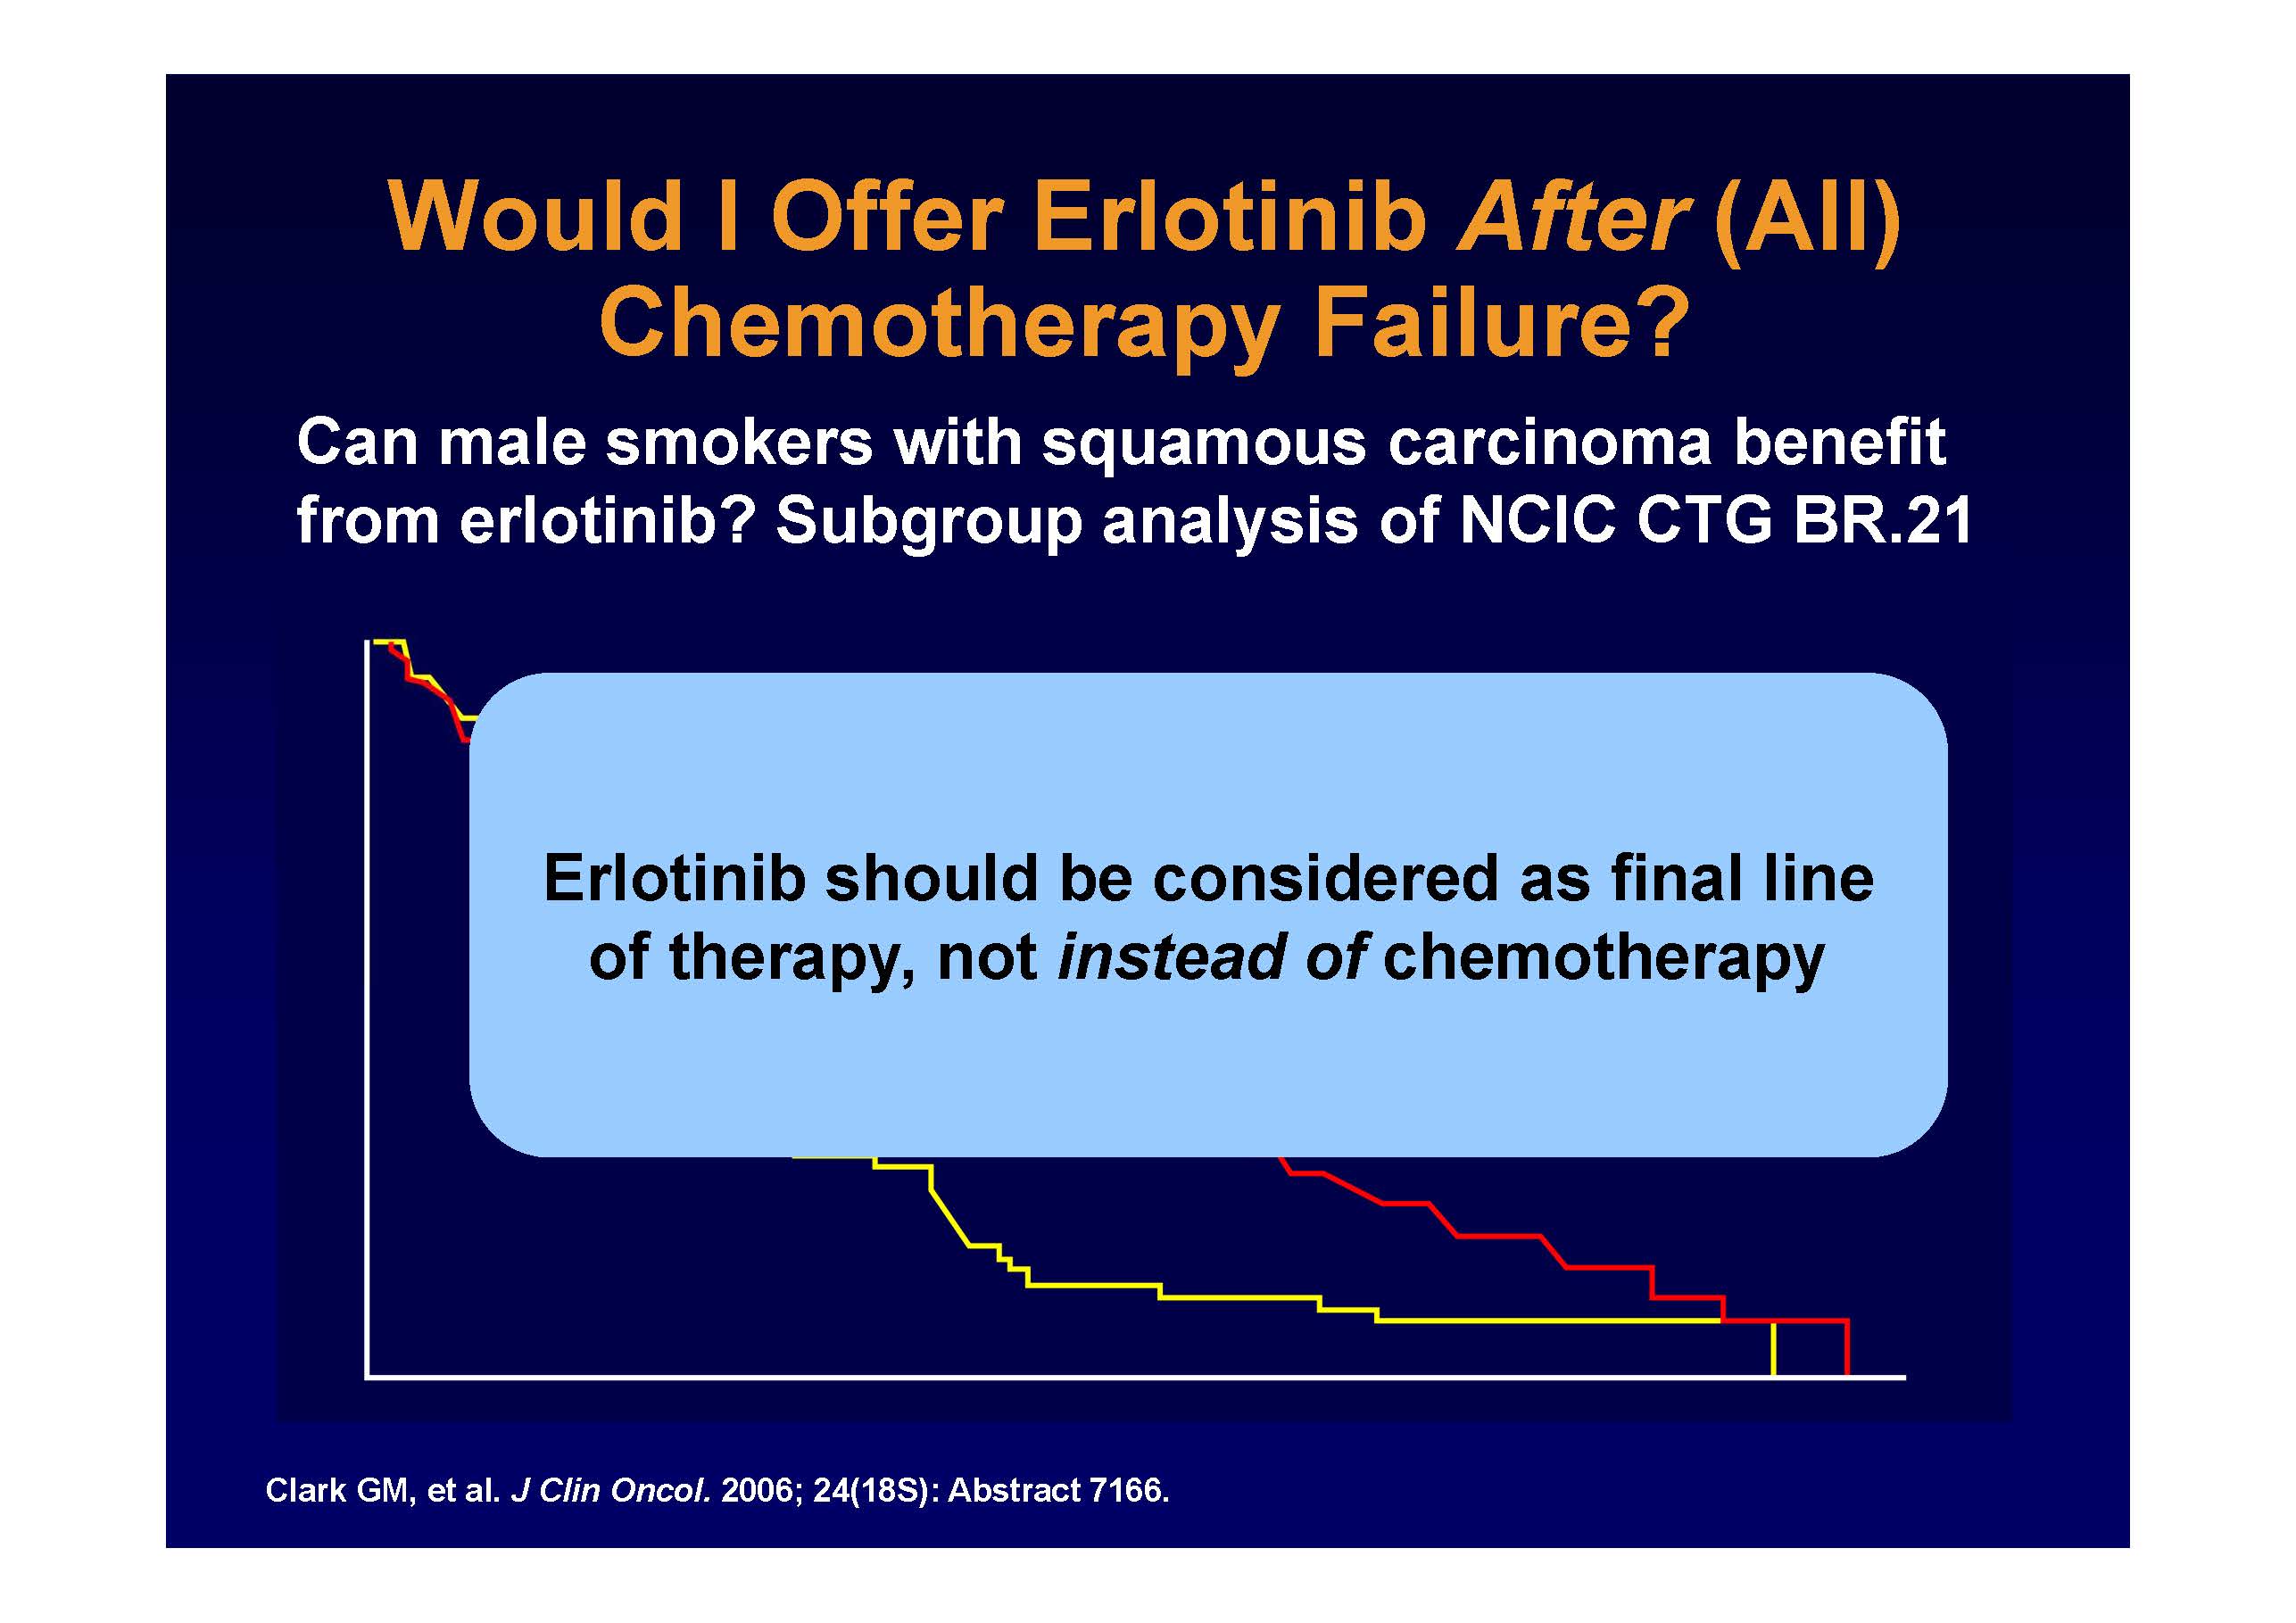 Would I Offer Erlotinib After (All)
Chemotherapy Failure?
Can male smokers with squamous carcinoma benefit
from erlotinib? Subgroup analysis of NCIC CTG BR.21
Erlotinib should be considered as final line
of therapy, not instead of chemotherapy
Clark GM, et al. J Clin Oncol. 2006; 24(18S): Abstract 7166.